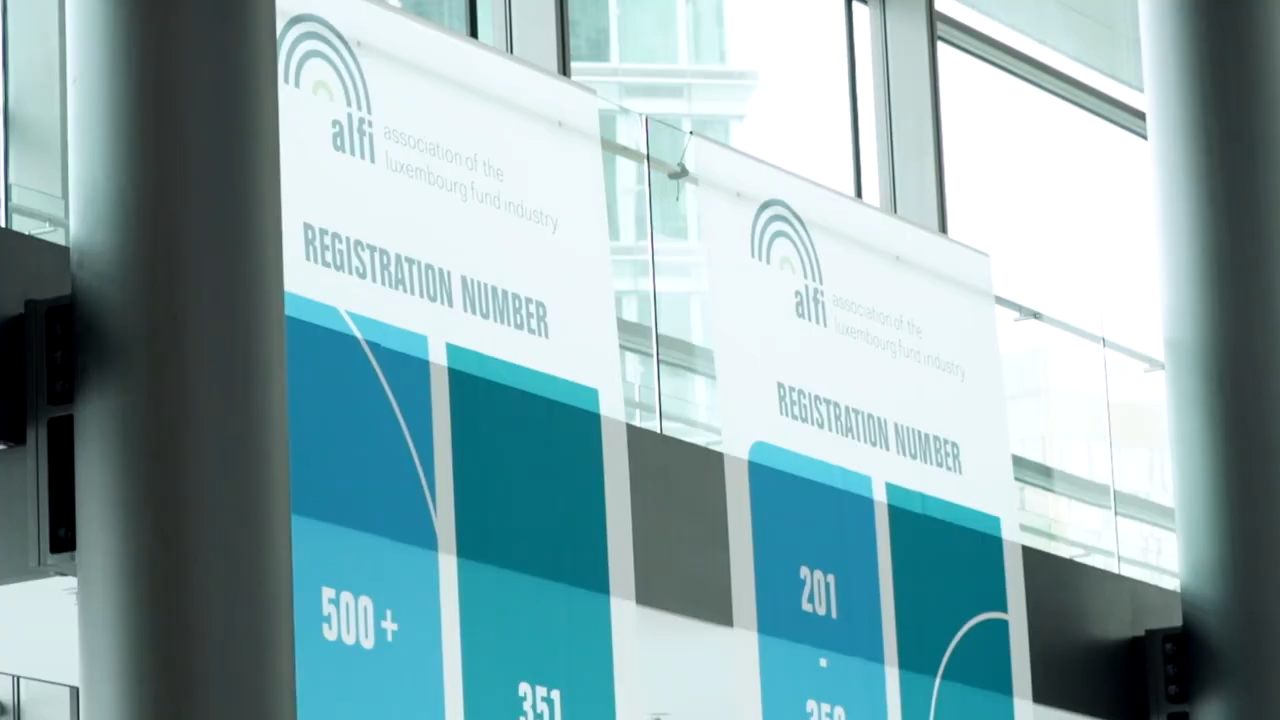 alfi
association of the
luxembourg fund industry
REGISTRATION NUMBER
500+
351
alfi
association of the
luxembourg fund industry
REGISTRATION NUMBER
201
-
350